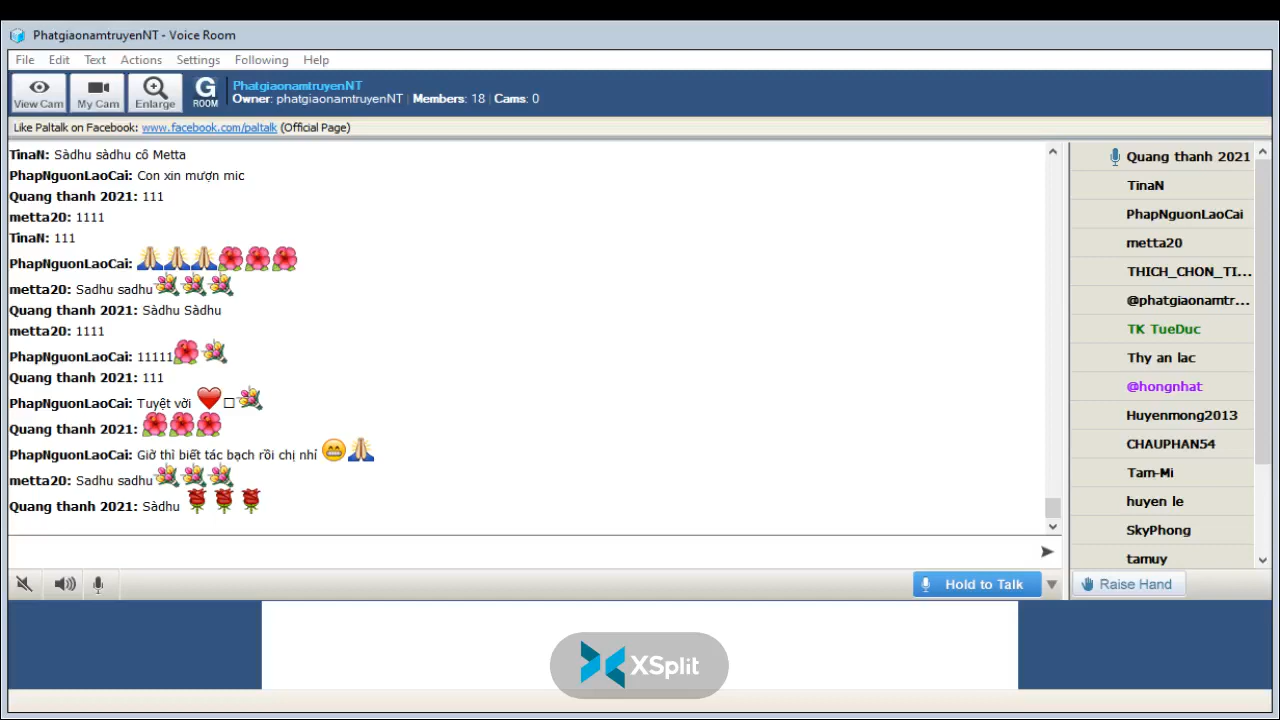 PhatgiaonamtruyenNT - Voice Room
File Edit Text Actions Settings Following Help
View Cam My Cam Enlarge G ROOM
PhatgiaonamtruyenNT
Owner: phatgiaonamtruyenNT | Members: 18 | Cams: 0
Like Paltalk on Facebook: www.facebook.com/paltalk (Official Page)
TinaN: Sàdhu sàdhu cô Metta
PhapNguonLaoCai: Con xin mượn mic
Quang thanh 2021: 111
metta20: 1111
TinaN: 111
PhapNguonLaoCai: 🙏🙏🙏🌺🌺🌺
metta20: Sadhu sadhu💐💐💐
Quang thanh 2021: Sàdhu Sàdhu
metta20: 1111
PhapNguonLaoCai: 11111🌺💐
Quang thanh 2021: 111
PhapNguonLaoCai: Tuyệt vời ❤□💐
Quang thanh 2021: 🌺🌺🌺
PhapNguonLaoCai: Giờ thì biết tác bạch rồi chị nhỉ 😁🙏
metta20: Sadhu sadhu💐💐💐
Quang thanh 2021: Sàdhu 🌹🌹🌹
Quang thanh 2021
TinaN
PhapNguonLaoCai
metta20
THICH_CHON_TI...
@phatgiaonamtr...
TK TueDuc
Thy an lac
@hongnhat
Huyenmong2013
CHAUPHAN54
Tam-Mi
huyen le
SkyPhong
tamuy
Hold to Talk
Raise Hand
XSplit